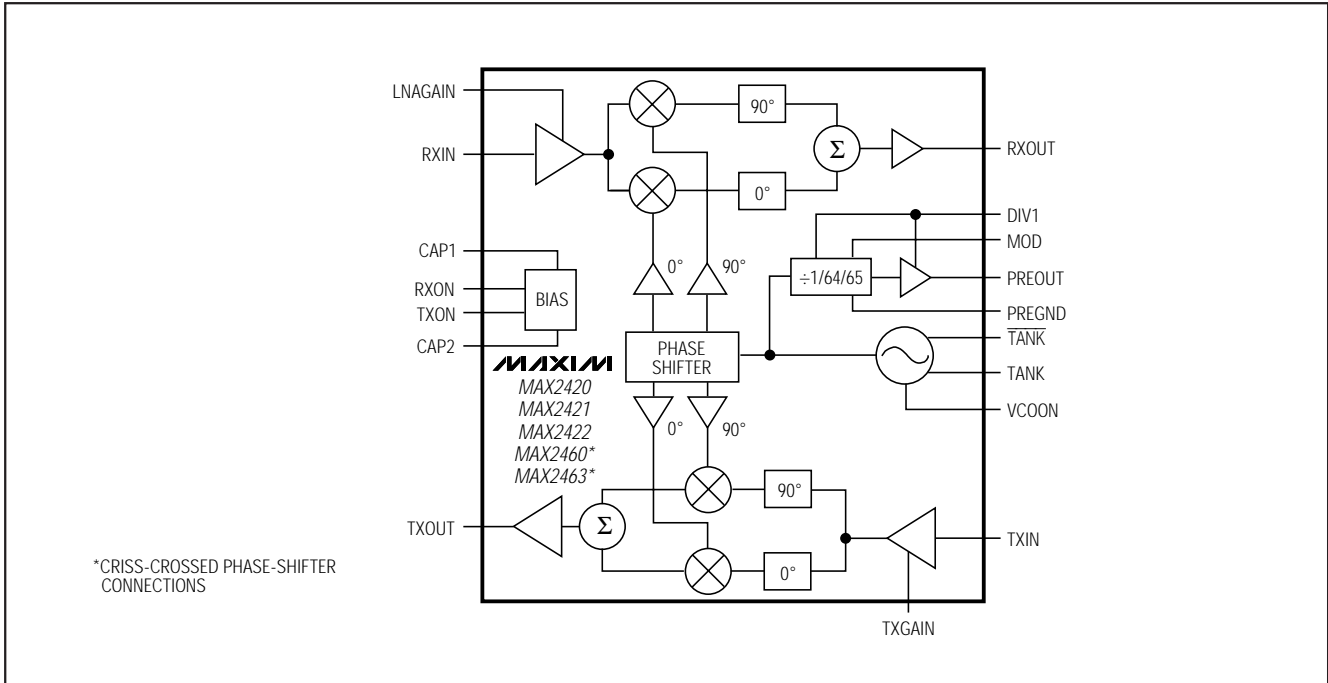 LNAGAIN
RXIN
90°
Σ
0°
RXOUT
DIV1
MOD
÷1/64/65
PREOUT
PREGND
TANK
TANK
VCOON
CAP1
RXON
TXON
CAP2
BIAS
0°
90°
PHASE
SHIFTER
0°
90°
MAXIM
MAX2420
MAX2421
MAX2422
MAX2460*
MAX2463*
90°
Σ
0°
TXOUT
TXIN
TXGAIN
*CRISS-CROSSED PHASE-SHIFTER
CONNECTIONS